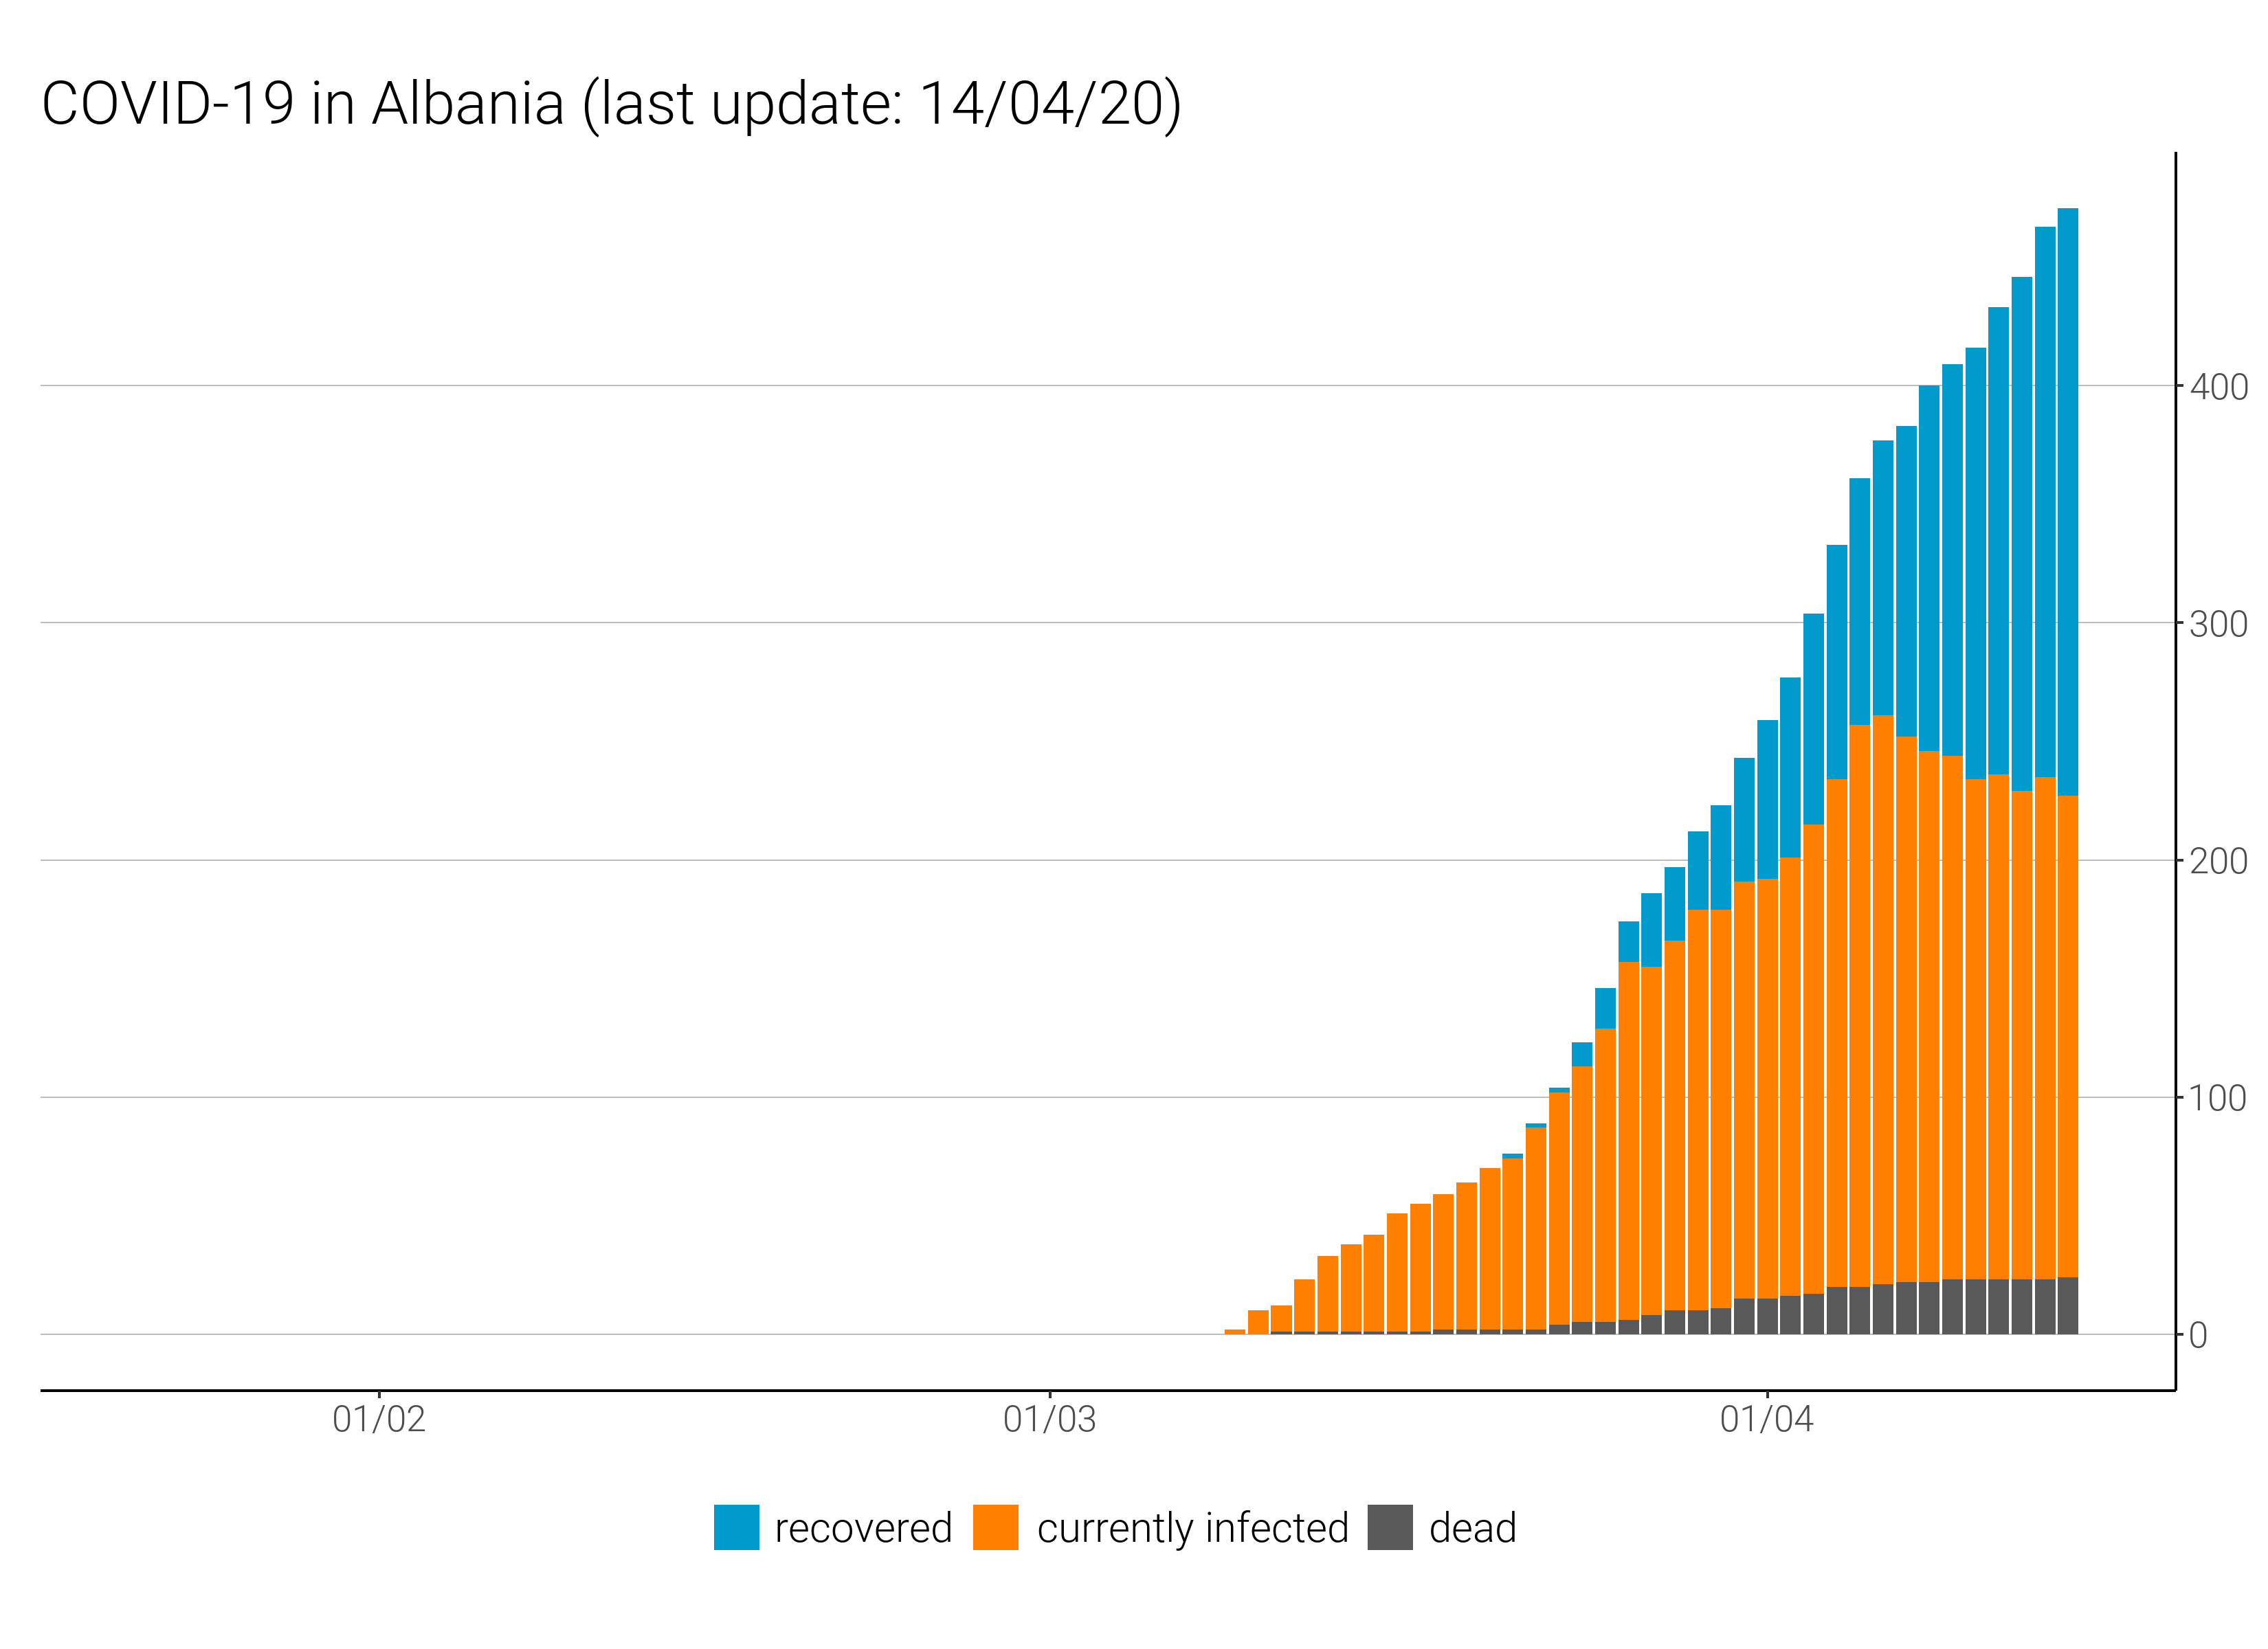 COVID-19 in Albania (last update: 14/04/20)
400
300
200
100
0
01/02 01/03 01/04
recovered currently infected dead